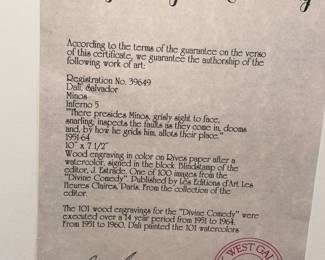 According to the terms of the guarantee on the verso
of this certificate, we guarantee the authorship of the
following work of art:
Registration No. 39649
Dali, Salvador
Minos
Inferno 5
"There presides Minos, grisly sight to face,
snarling; inspects the faults as they come in, dooms
and, by how he grids him, allots their place."
1951-64
10" x 7 1/2"
Wood engraving in color on Rives paper after a
watercolor, signed in the block. Blindstamp of the
editor, J. Estrade. One of 100 images from the
"Divine Comedy". Published by Les Editions d'Art Les
Heures Claires, Paris. From the collection of the
editor.
The 101 wood engravings for the "Divine Comedy" were
executed over a 14 year period from 1951 to 1964.
From 1951 to 1960, Dali painted the 101 watercolors
WEST GAL